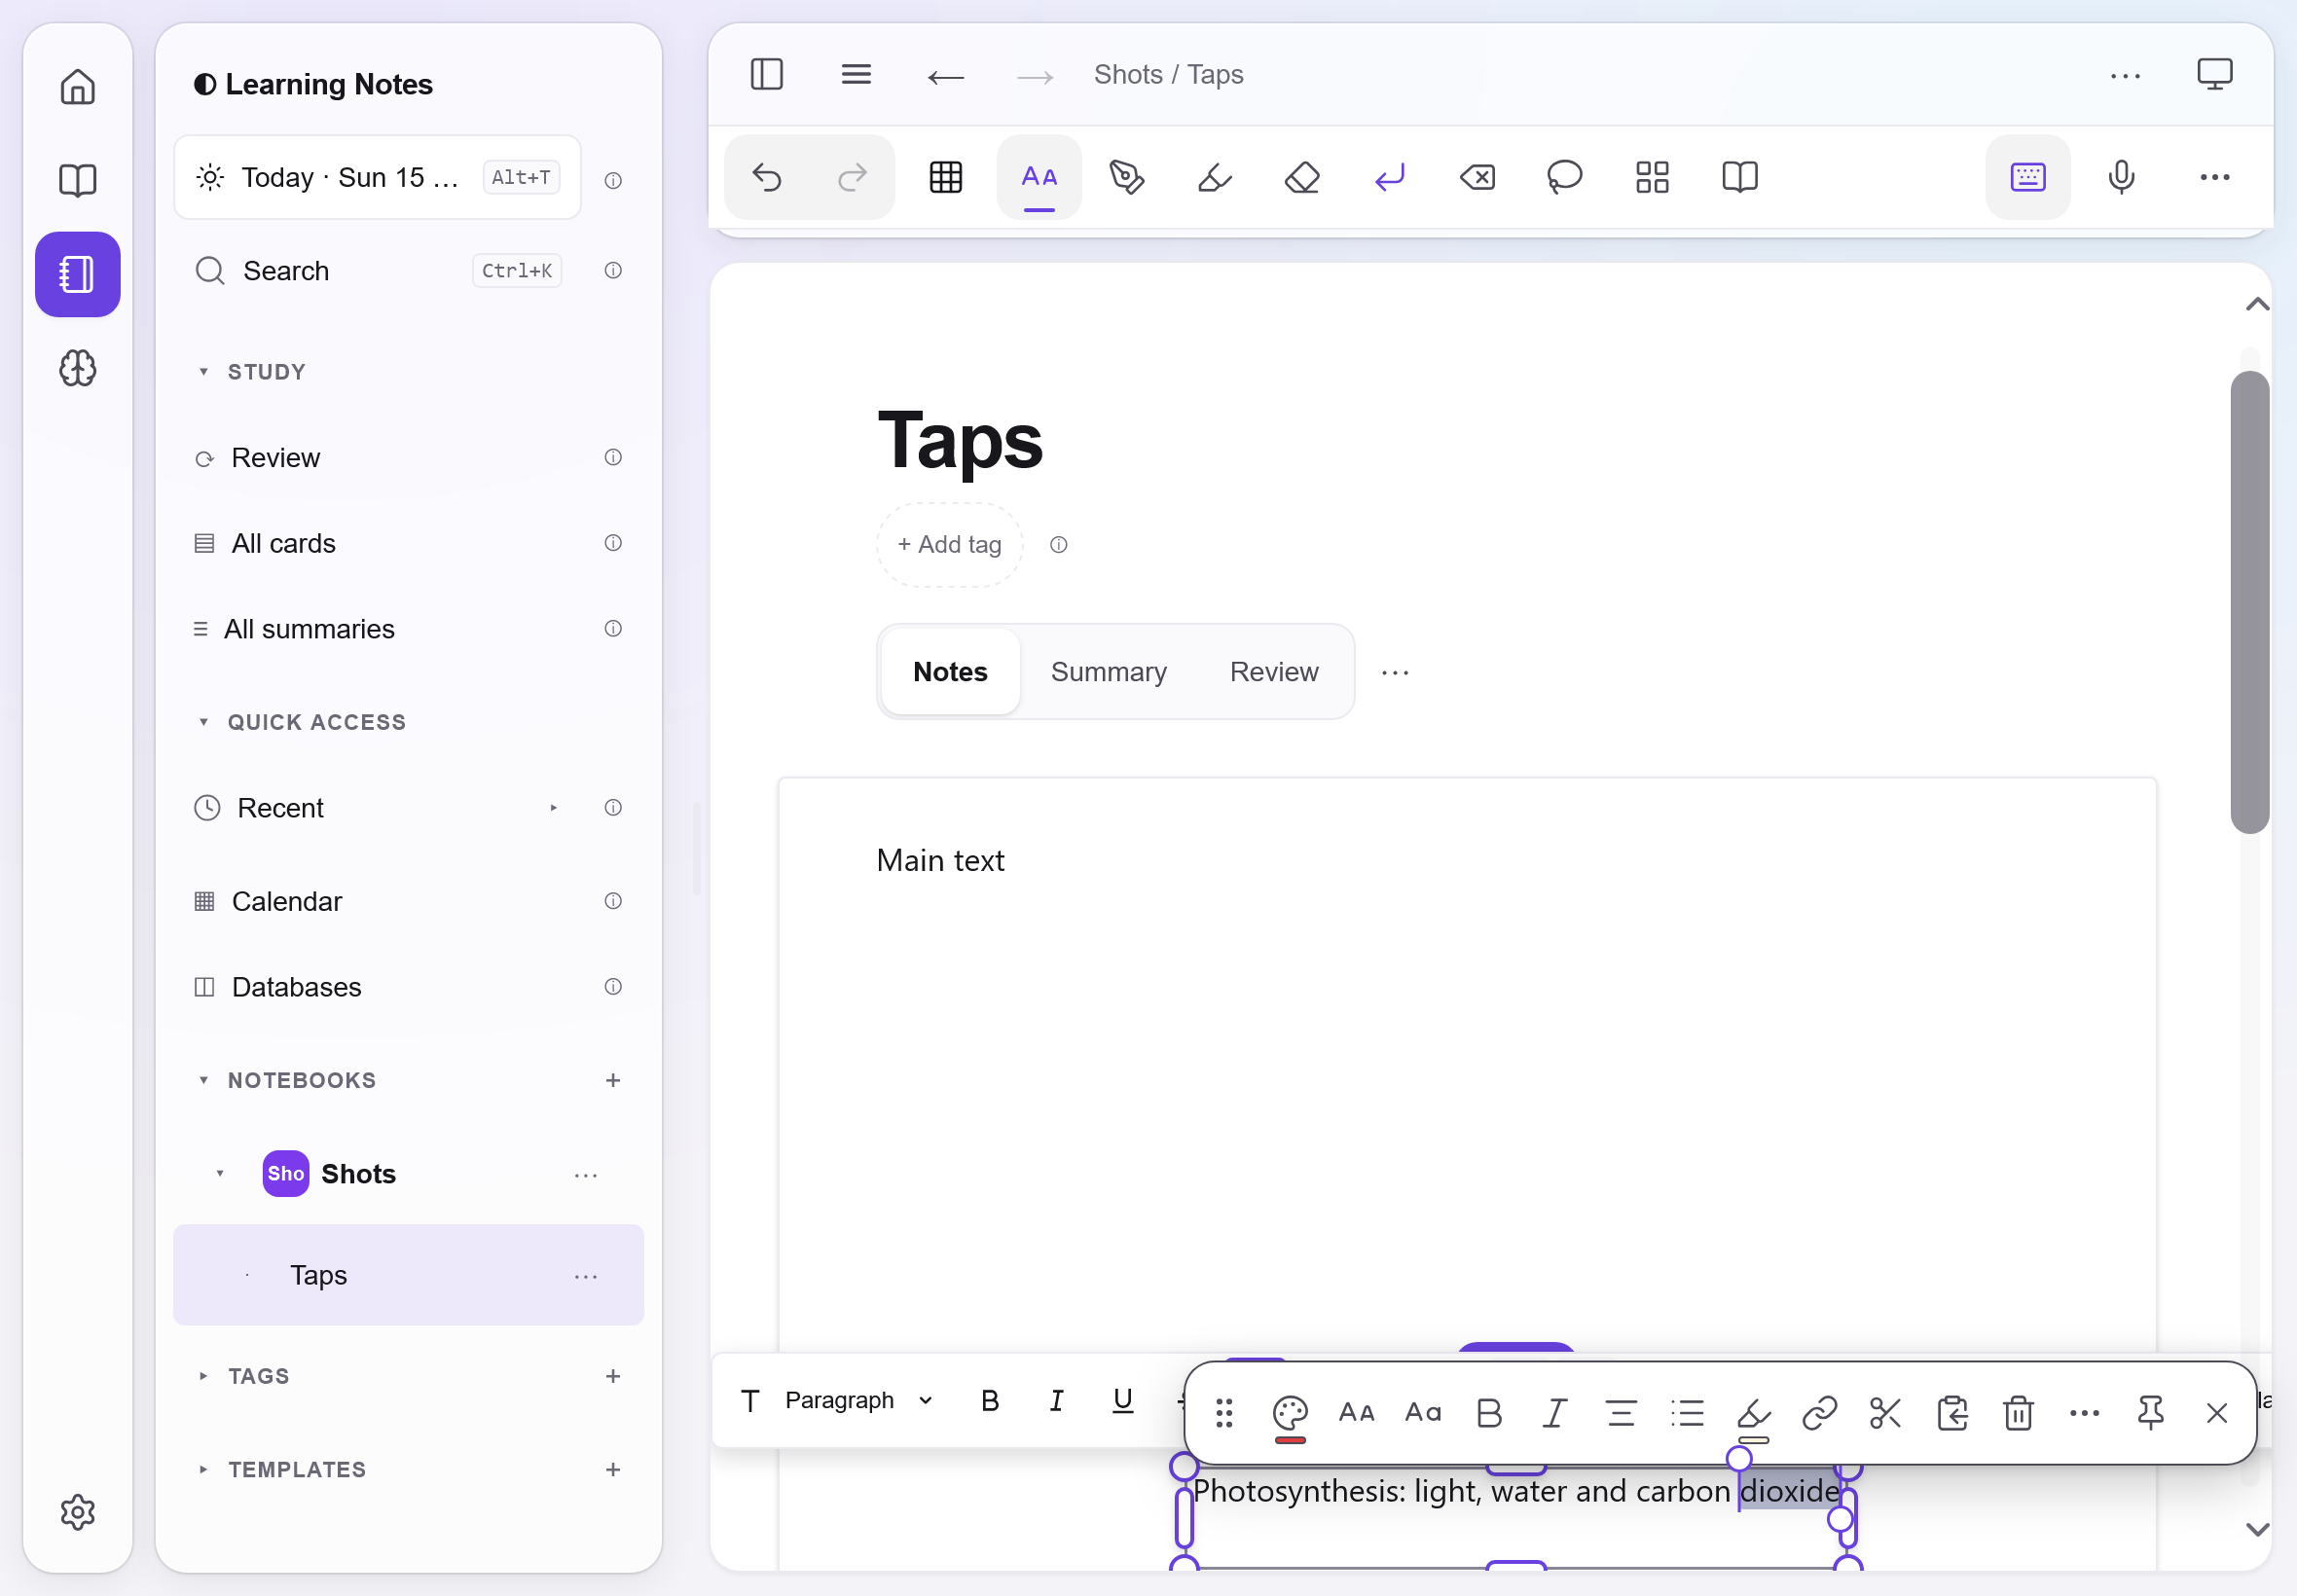 Learning Notes
Today · Sun 15 ... Alt+T
Search Ctrl+K
STUDY
Review
All cards
All summaries
QUICK ACCESS
Recent
Calendar
Databases
NOTEBOOKS
Sho Shots
Taps
TAGS
TEMPLATES
Shots / Taps
Taps
+ Add tag
Notes Summary Review
Main text
Paragraph
Photosynthesis: light, water and carbon dioxide